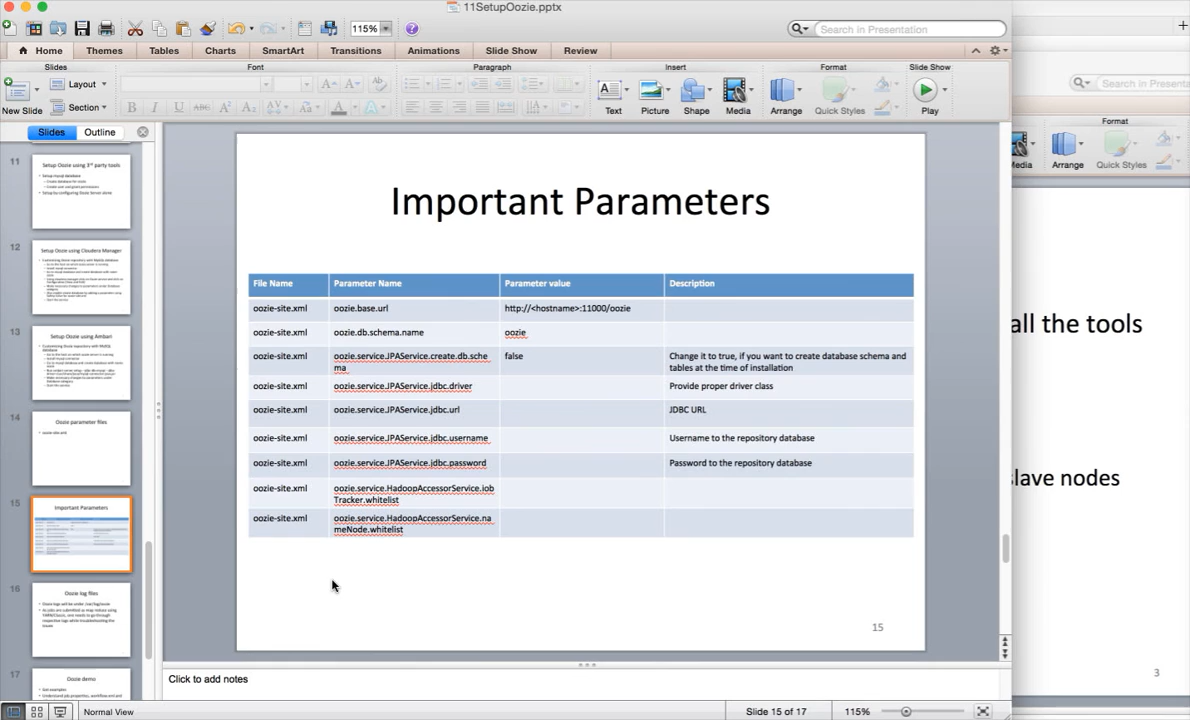 11SetupOozie.pptx
115%
Search in Presentation
Home
Themes
Tables
Charts
SmartArt
Transitions
Animations
Slide Show
Review
Slides
Font
Paragraph
Insert
Format
Slide Show
New Slide
Layout
Section
Text
Picture
Shape
Media
Arrange
Quick Styles
Play
Slides
Outline
11
Setup Oozie using 3rd party tools
12
Setup Oozie using Cloudera Manager
13
Setup Oozie using Ambari
14
Oozie parameter files
15
Important Parameters
16
Oozie log files
17
Oozie demo
Important Parameters
File Name Parameter Name Parameter value Description
oozie-site.xml oozie.base.url http://<hostname>:11000/oozie
oozie-site.xml oozie.db.schema.name oozie
oozie-site.xml oozie.service.JPAService.create.db.sche false Change it to true, if you want to create database schema and
ma tables at the time of installation
oozie-site.xml oozie.service.JPAService.jdbc.driver Provide proper driver class
oozie-site.xml oozie.service.JPAService.jdbc.url JDBC URL
oozie-site.xml oozie.service.JPAService.jdbc.username Username to the repository database
oozie-site.xml oozie.service.JPAService.jdbc.password Password to the repository database
oozie-site.xml oozie.service.HadoopAccessorService.job
Tracker.whitelist
oozie-site.xml oozie.service.HadoopAccessorService.na
meNode.whitelist
15
Click to add notes
Normal View
Slide 15 of 17
115%
Search in Presenta
Format
Media
Arrange
Quick Styles
all the tools
slave nodes
3